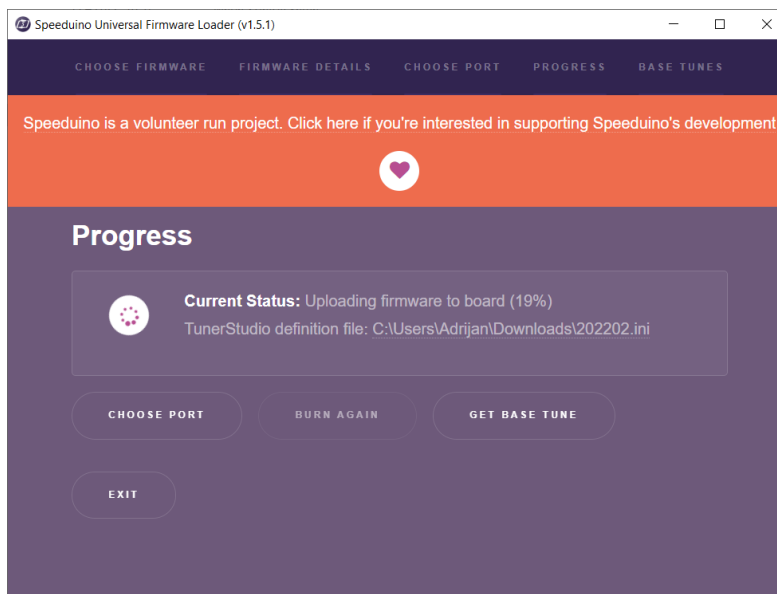 Speeduino Universal Firmware Loader (v1.5.1)
CHOOSE FIRMWARE FIRMWARE DETAILS CHOOSE PORT PROGRESS BASE TUNES
Speeduino is a volunteer run project. Click here if you're interested in supporting Speeduino's development
Progress
Current Status: Uploading firmware to board (19%)
TunerStudio definition file: C:\Users\Adrijan\Downloads\202202.ini
CHOOSE PORT BURN AGAIN GET BASE TUNE
EXIT